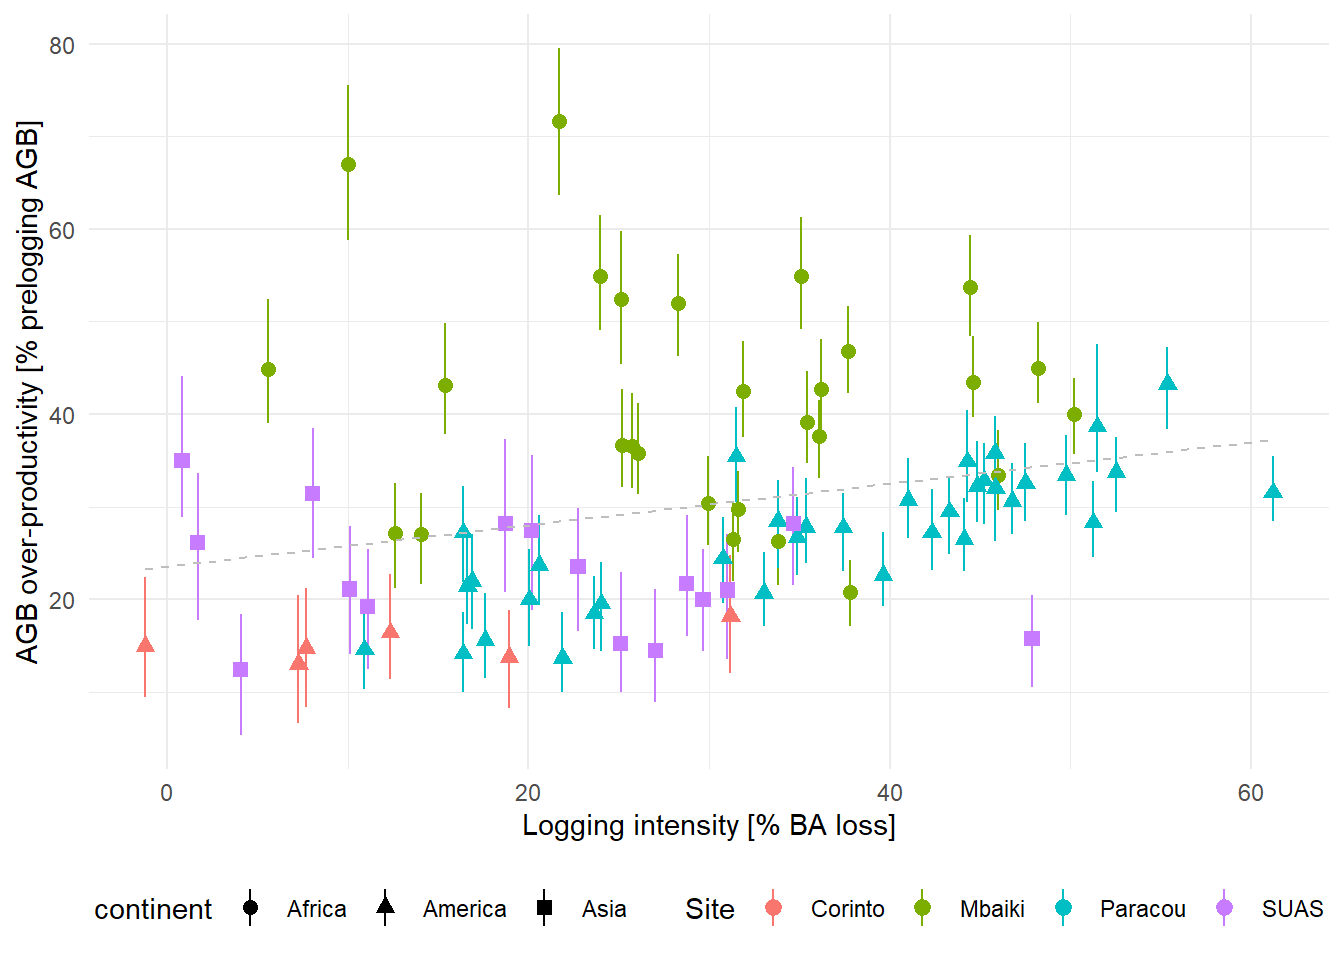 AGB over-productivity [% prelogging AGB]
80
60
40
20
0 20 40 60
Logging intensity [% BA loss]
continent Africa America Asia Site Corinto Mbaiki Paracou SUAS